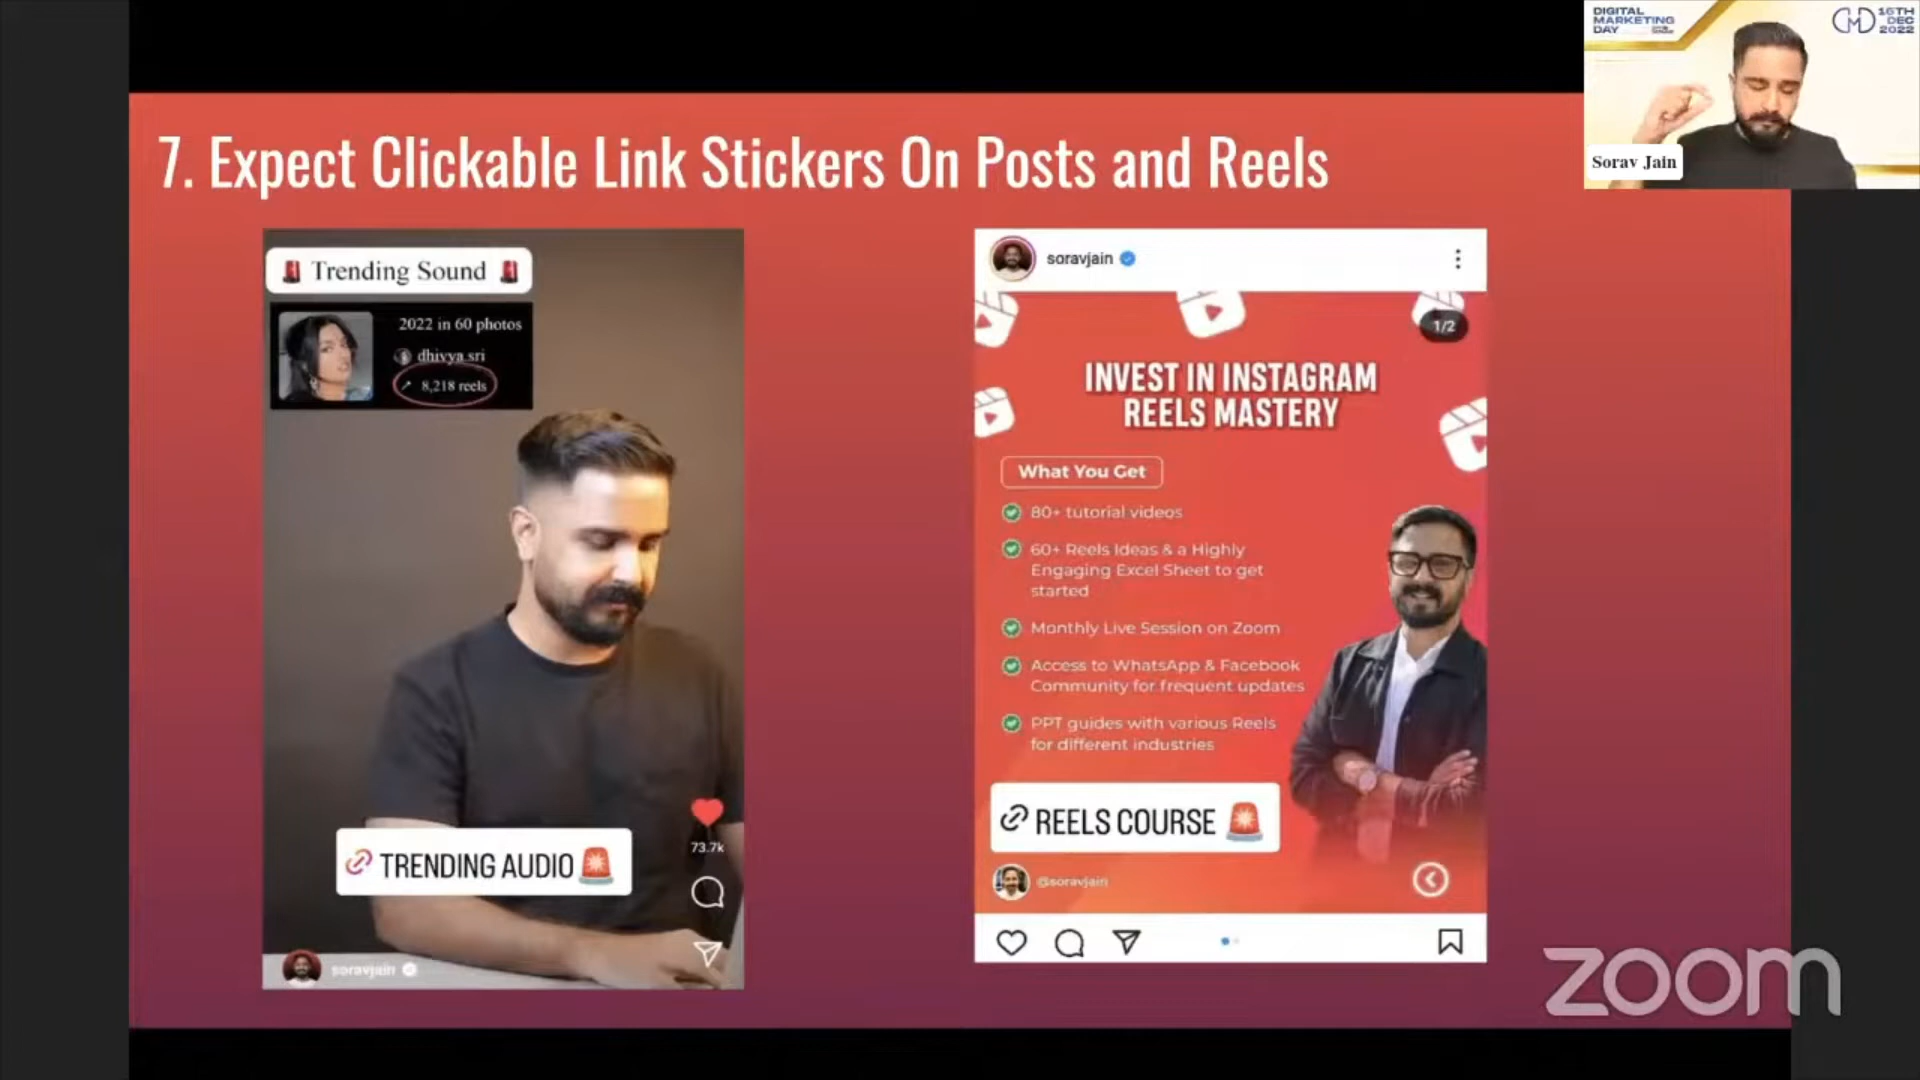 DIGITAL
MARKETING
DAY
16TH
DEC
2022
Sorav Jain
7. Expect Clickable Link Stickers On Posts and Reels
Trending Sound
2022 in 60 photos
dhivya sri
8,218 reels
TRENDING AUDIO
73.7k
soravjain
soravjain
1/2
INVEST IN INSTAGRAM
REELS MASTERY
What You Get
80+ tutorial videos
60+ Reels Ideas & a Highly
Engaging Excel Sheet to get
started
Monthly Live Session on Zoom
Access to WhatsApp & Facebook
Community for frequent updates
PPT guides with various Reels
for different industries
REELS COURSE
@soravjain
zoom